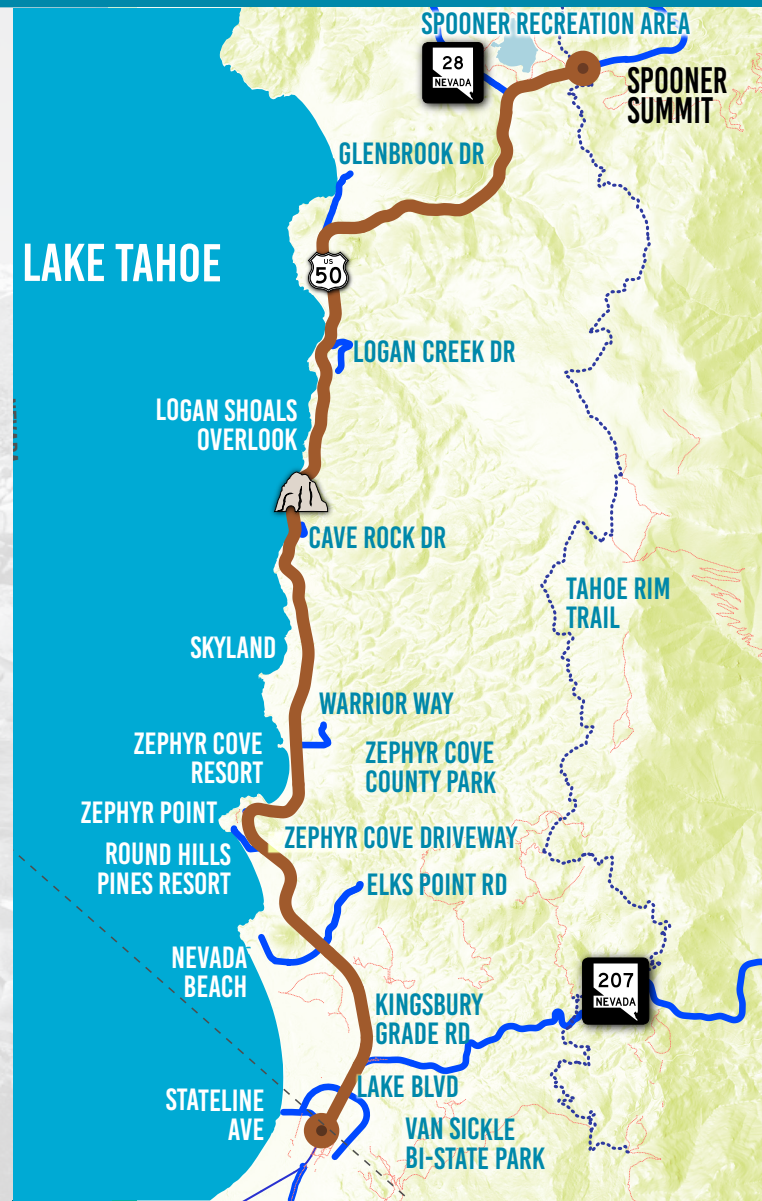 SPOONER RECREATION AREA
28
NEVADA
SPOONER
SUMMIT
GLENBROOK DR
LAKE TAHOE
US
50
LOGAN CREEK DR
LOGAN SHOALS
OVERLOOK
CAVE ROCK DR
TAHOE RIM
TRAIL
SKYLAND
WARRIOR WAY
ZEPHYR COVE
RESORT
ZEPHYR COVE
COUNTY PARK
ZEPHYR POINT
ZEPHYR COVE DRIVEWAY
ROUND HILLS
PINES RESORT
ELKS POINT RD
NEVADA
BEACH
207
NEVADA
KINGSBURY
GRADE RD
LAKE BLVD
STATELINE
AVE
VAN SICKLE
BI-STATE PARK